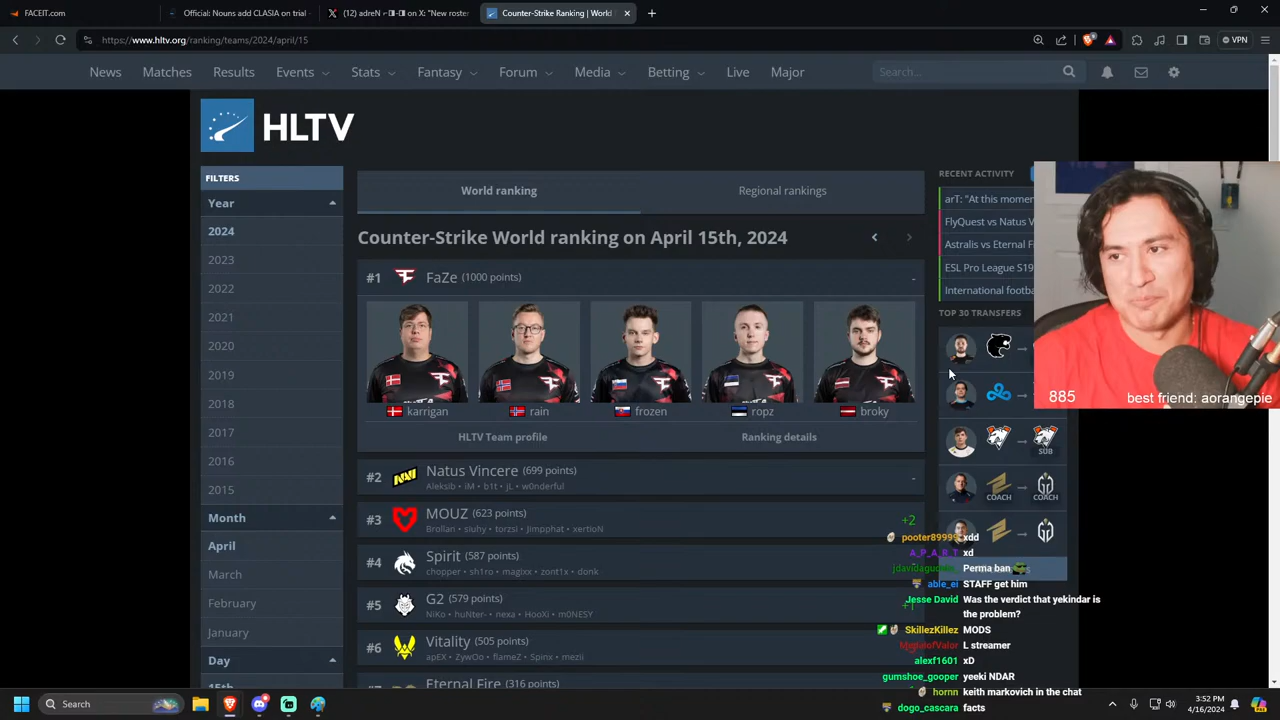 FACEIT.com
Official: Nouns add CLASIA on trial
(12) adreN on X: "New roster
Counter-Strike Ranking | World
https://www.hltv.org/ranking/teams/2024/april/15
VPN
News
Matches
Results
Events
Stats
Fantasy
Forum
Media
Betting
Live
Major
Search...
HLTV
FILTERS
Year
2024
2023
2022
2021
2020
2019
2018
2017
2016
2015
Month
April
March
February
January
Day
15th
World ranking
Regional rankings
Counter-Strike World ranking on April 15th, 2024
#1 FaZe (1000 points) -
karrigan
rain
frozen
ropz
broky
HLTV Team profile
Ranking details
#2 Natus Vincere (699 points) -
Aleksib • iM • b1t • jL • w0nderful
#3 MOUZ (623 points) +2
Brollan • siuhy • torzsi • Jimpphat • xertioN
#4 Spirit (587 points)
chopper • sh1ro • magixx • zont1x • donk
#5 G2 (579 points) +1
NiKo • huNter- • nexa • HooXi • m0NESY
#6 Vitality (505 points)
apEX • ZywOo • flameZ • Spinx • mezii
Eternal Fire (316 points)
RECENT ACTIVITY
arT: "At this momen
FlyQuest vs Natus V
Astralis vs Eternal F
ESL Pro League S19
International footba
TOP 30 TRANSFERS
SUB
COACH
COACH
885
best friend: aorangepie
pooter89999 xdd
A_P_A_R_T xd
Perma ban
able_ei STAFF get him
Jesse David Was the verdict that yekindar is
the problem?
SkillezKillez MODS
L streamer
alexf1601 xD
gumshoe_gooper yeeki NDAR
hornn keith markovich in the chat
dogo_cascara facts
Search
3:52 PM
4/16/2024